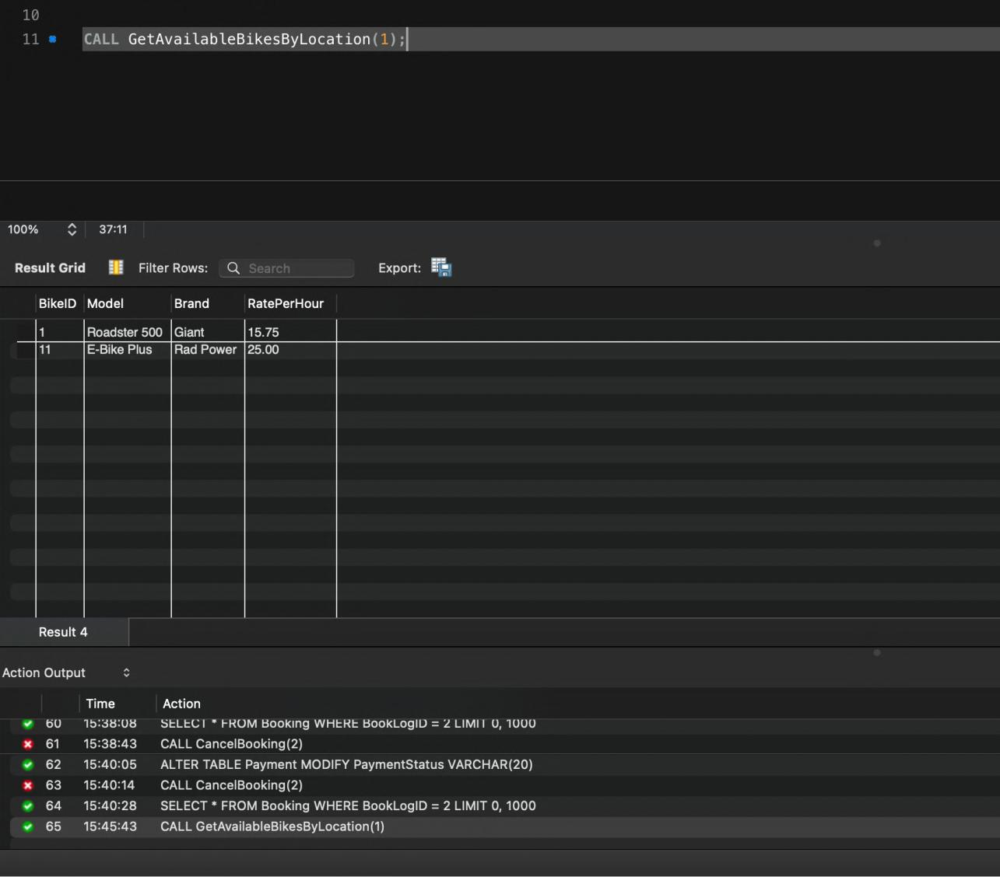 10
11 CALL GetAvailableBikesByLocation(1);
100% 37:11
Result Grid Filter Rows: Search Export:
BikeID Model Brand RatePerHour
1 Roadster 500 Giant 15.75
11 E-Bike Plus Rad Power 25.00
Result 4
Action Output
Time Action
60 15:38:08 SELECT * FROM Booking WHERE BookLogID = 2 LIMIT 0, 1000
61 15:38:43 CALL CancelBooking(2)
62 15:40:05 ALTER TABLE Payment MODIFY PaymentStatus VARCHAR(20)
63 15:40:14 CALL CancelBooking(2)
64 15:40:28 SELECT * FROM Booking WHERE BookLogID = 2 LIMIT 0, 1000
65 15:45:43 CALL GetAvailableBikesByLocation(1)